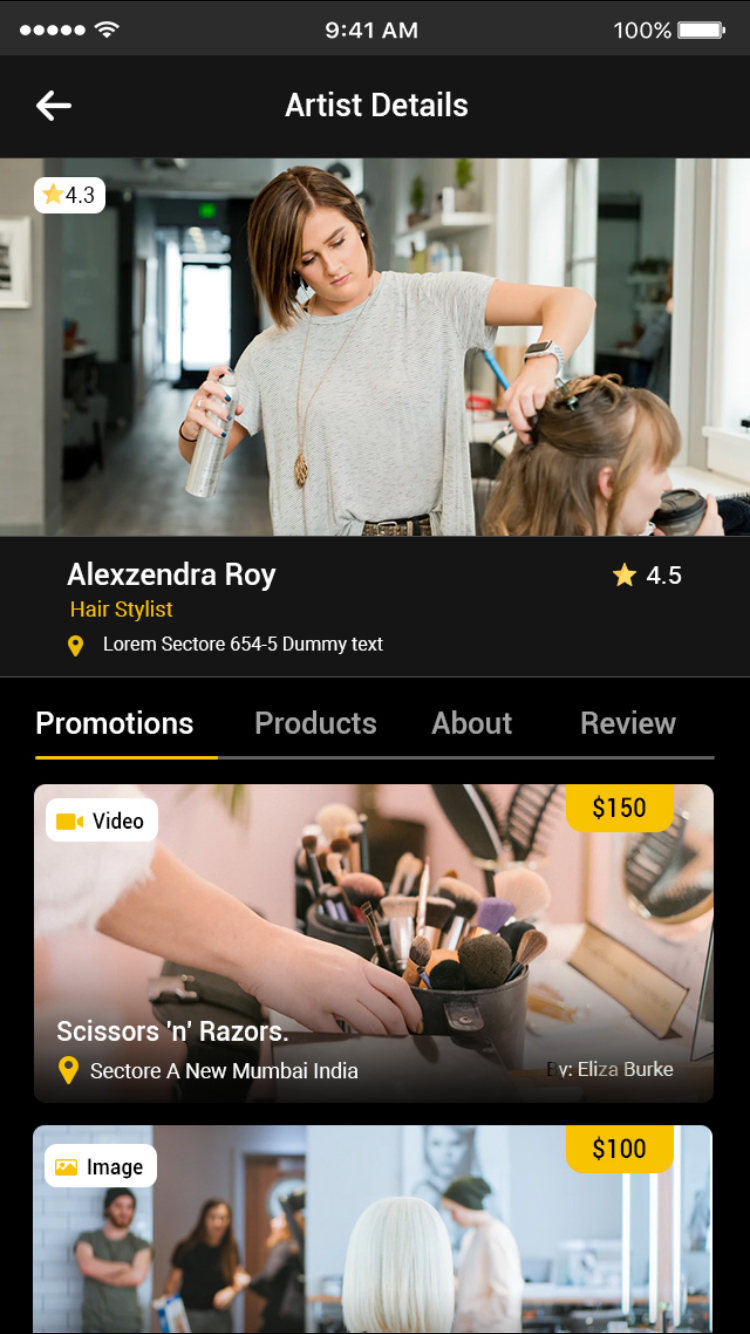 9:41 AM
100%
Artist Details
4.3
Alexzendra Roy
4.5
Hair Stylist
Lorem Sectore 654-5 Dummy text
Promotions
Products
About
Review
Video
$150
Scissors 'n' Razors.
Sectore A New Mumbai India
By: Eliza Burke
Image
$100